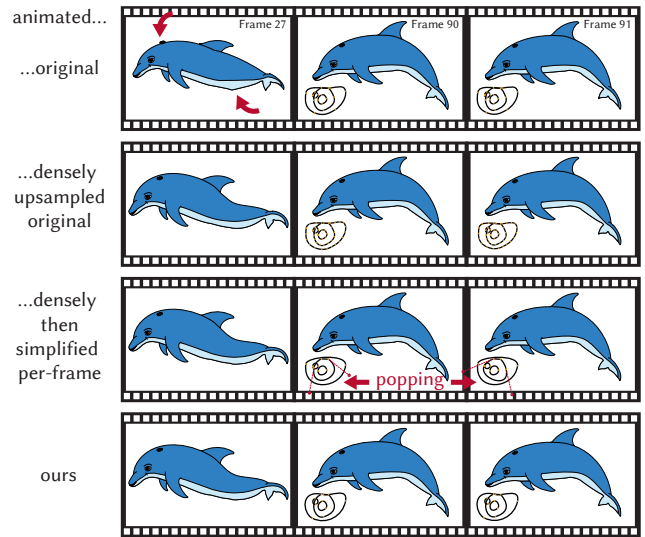 animated...
Frame 27
Frame 90
Frame 91
...original
...densely
upsampled
original
...densely
then
simplified
per-frame
popping
ours